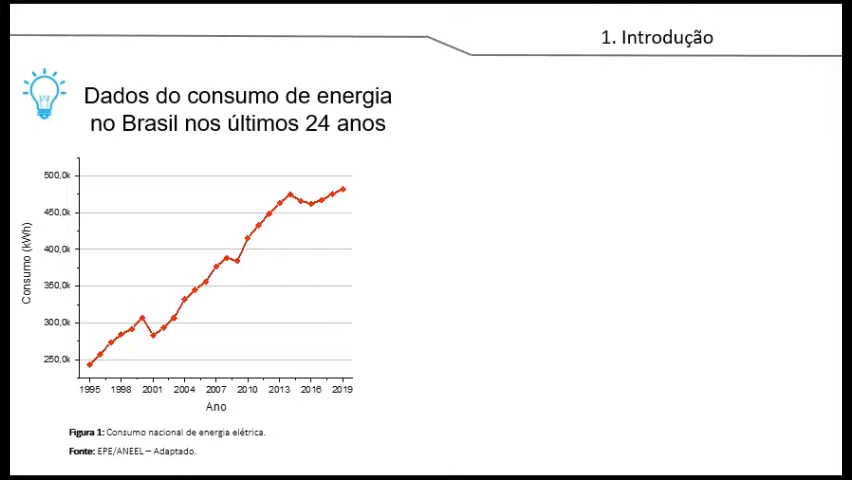 1. Introdução
Dados do consumo de energia
no Brasil nos últimos 24 anos
500,0k
450,0k
400,0k
350,0k
300,0k
250,0k
Consumo (kWh)
1995 1998 2001 2004 2007 2010 2013 2016 2019
Ano
Figura 1: Consumo nacional de energia elétrica.
Fonte: EPE/ANEEL – Adaptado.